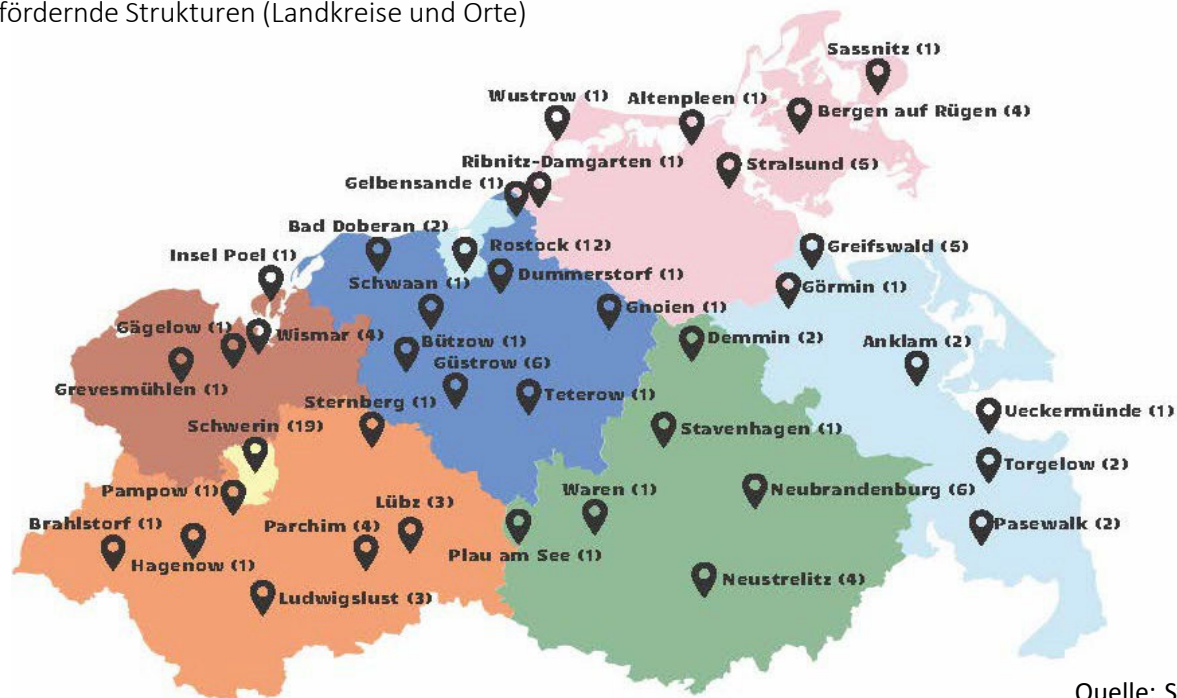 fördernde Strukturen (Landkreise und Orte)
Sassnitz (1)
Wustrow (1)
Altenpleen (1)
Bergen auf Rügen (4)
Ribnitz-Damgarten (1)
Stralsund (5)
Gelbensande (1)
Bad Doberan (2)
Rostock (12)
Greifswald (5)
Insel Poel (1)
Dummerstorf (1)
Schwaan (1)
Görmin (1)
Gnoien (1)
Gägelow (1)
Wismar (4)
Bützow (1)
Demmin (2)
Anklam (2)
Güstrow (6)
Grevesmühlen (1)
Teterow (1)
Sternberg (1)
Ueckermünde (1)
Schwerin (19)
Stavenhagen (1)
Torgelow (2)
Pampow (1)
Waren (1)
Neubrandenburg (6)
Lübz (3)
Brahlstorf (1)
Parchim (4)
Pasewalk (2)
Plau am See (1)
Hagenow (1)
Neustrelitz (4)
Ludwigslust (3)
Quelle: S